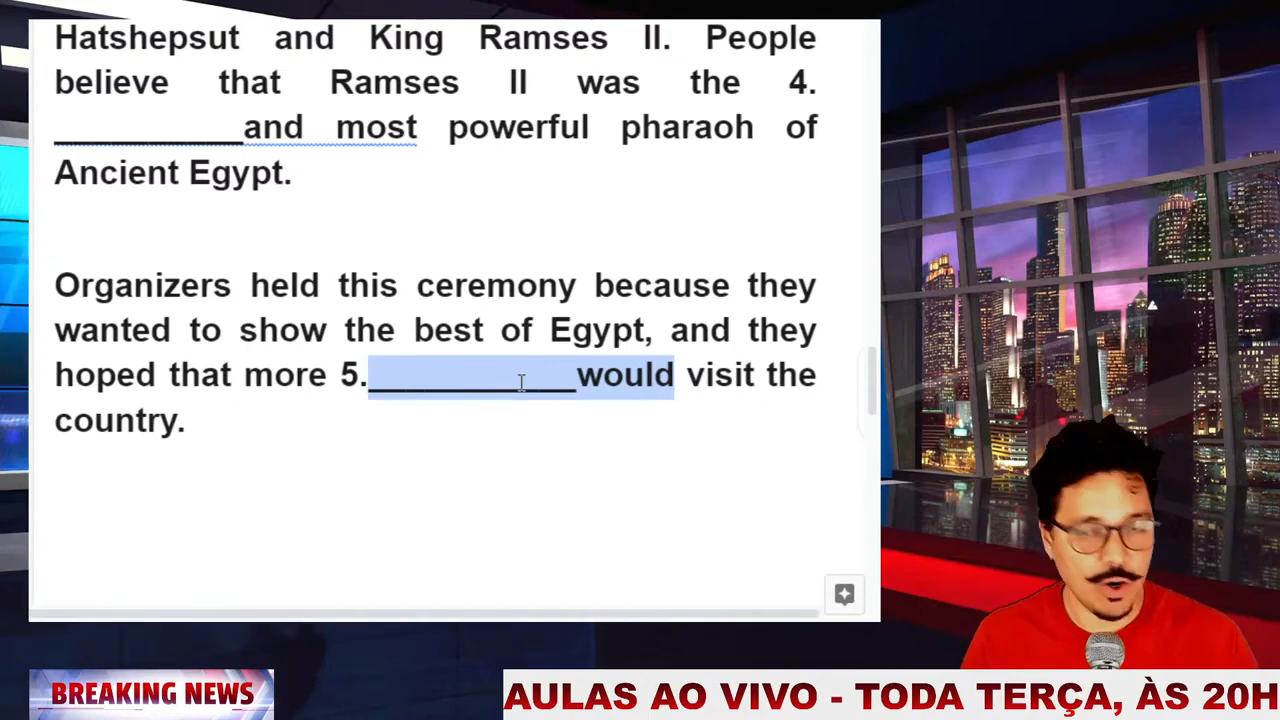 Hatshepsut and King Ramses II. People
believe that Ramses II was the 4.
___________and most powerful pharaoh of
Ancient Egypt.
Organizers held this ceremony because they
wanted to show the best of Egypt, and they
hoped that more 5.____________would visit the
country.
BREAKING NEWS
AULAS AO VIVO - TODA TERÇA, ÀS 20H